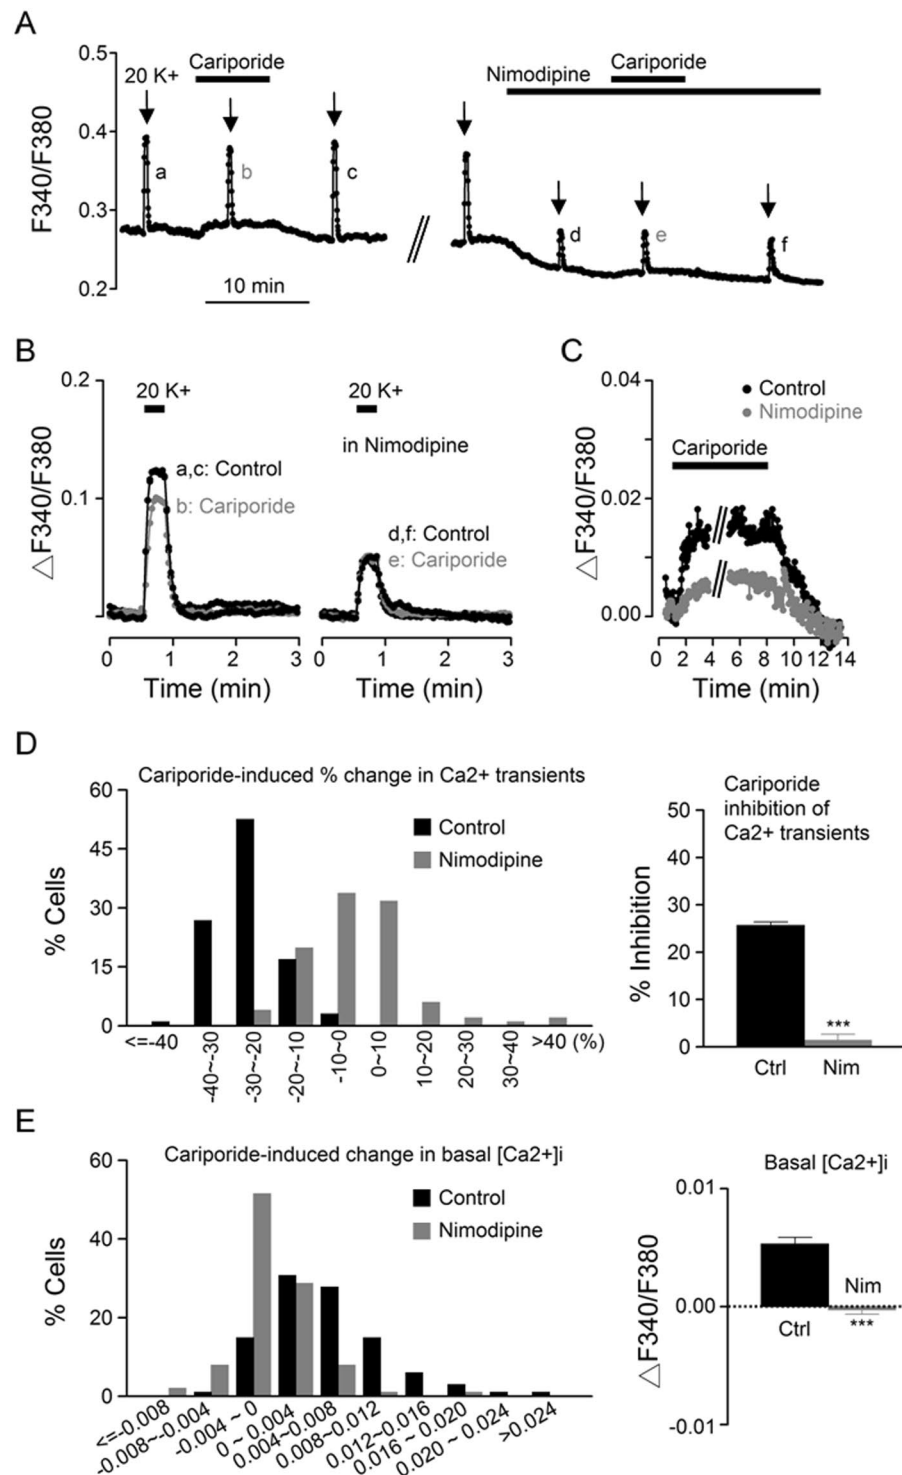 A
0.5
0.4
0.3
0.2
F340/F380
20 K+
Cariporide
a
b
c
10 min
Nimodipine
Cariporide
d
e
f
B
0.2
0.1
△F340/F380
20 K+
a,c: Control
b: Cariporide
20 K+
in Nimodipine
d,f: Control
e: Cariporide
0 1 2 3
Time (min)
0 1 2 3
Time (min)
C
0.04
0.02
0.00
△F340/F380
Control
Nimodipine
Cariporide
0 2 4 6 8 10 12 14
Time (min)
D
Cariporide-induced % change in Ca2+ transients
60
45
30
15
0
% Cells
Control
Nimodipine
<=-40
-40~-30
-30~-20
-20~-10
-10~0
0~10
10~20
20~30
30~40
>40 (%)
Cariporide
inhibition of
Ca2+ transients
50
40
30
20
10
0
% Inhibition
***
Ctrl
Nim
E
Cariporide-induced change in basal [Ca2+]i
60
40
20
0
% Cells
Control
Nimodipine
<=-0.008
-0.008~-0.004
-0.004 ~ 0
0 ~ 0.004
0.004~0.008
0.008~0.012
0.012~0.016
0.016 ~ 0.020
0.020 ~ 0.024
>0.024
Basal [Ca2+]i
0.01
0.00
-0.01
△F340/F380
Nim
Ctrl
***